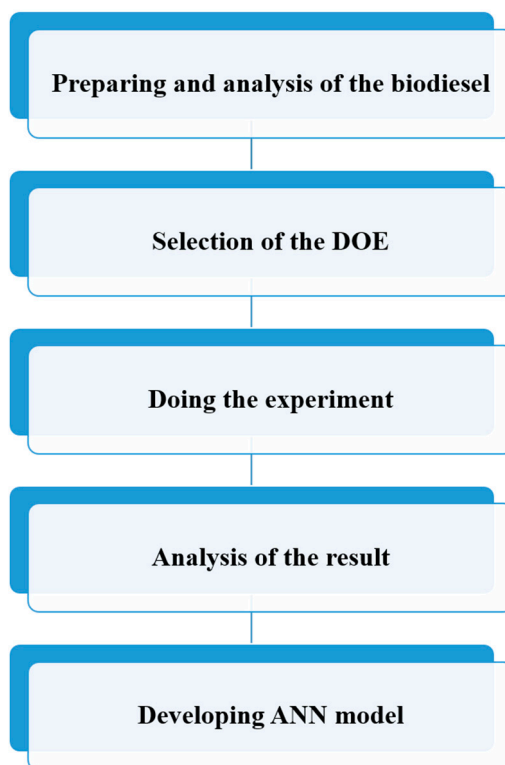 Preparing and analysis of the biodiesel
Selection of the DOE
Doing the experiment
Analysis of the result
Developing ANN model